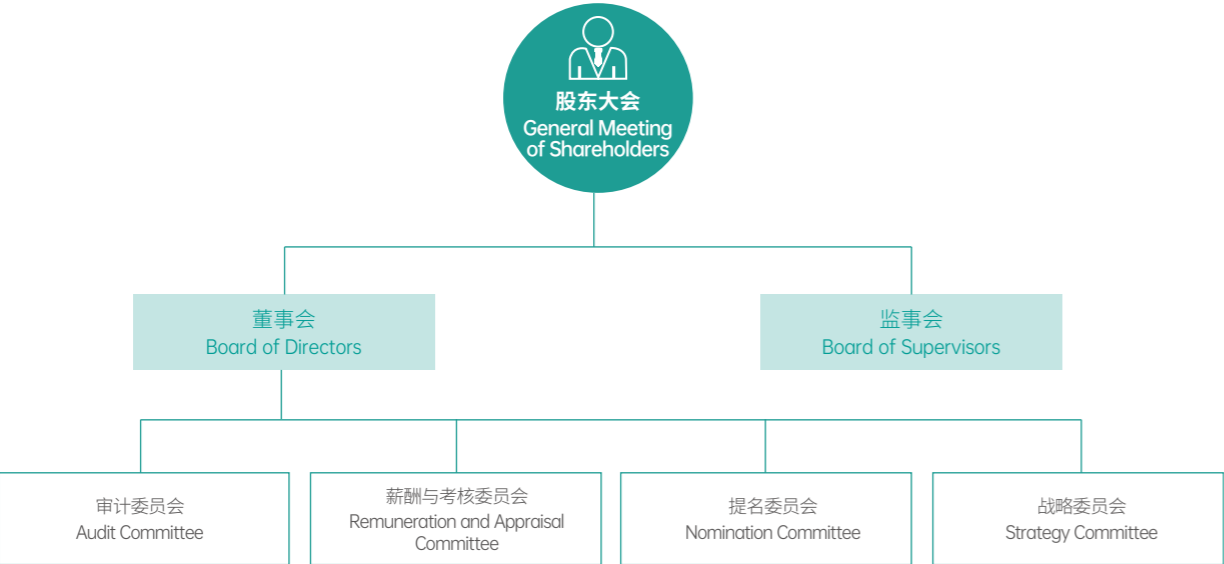 股东大会
General Meeting
of Shareholders
董事会
Board of Directors
监事会
Board of Supervisors
审计委员会
Audit Committee
薪酬与考核委员会
Remuneration and Appraisal
Committee
提名委员会
Nomination Committee
战略委员会
Strategy Committee